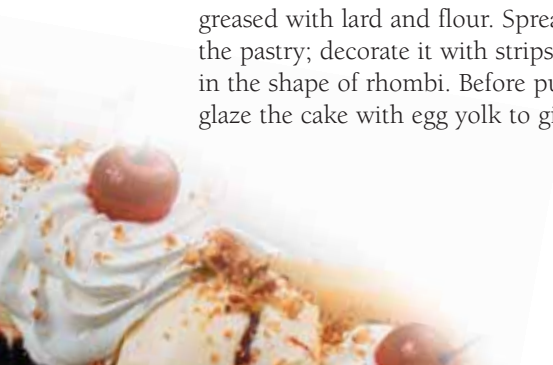 greased with lard and flour. Sprea
the pastry; decorate it with strips
in the shape of rhombi. Before pu
glaze the cake with egg yolk to gi